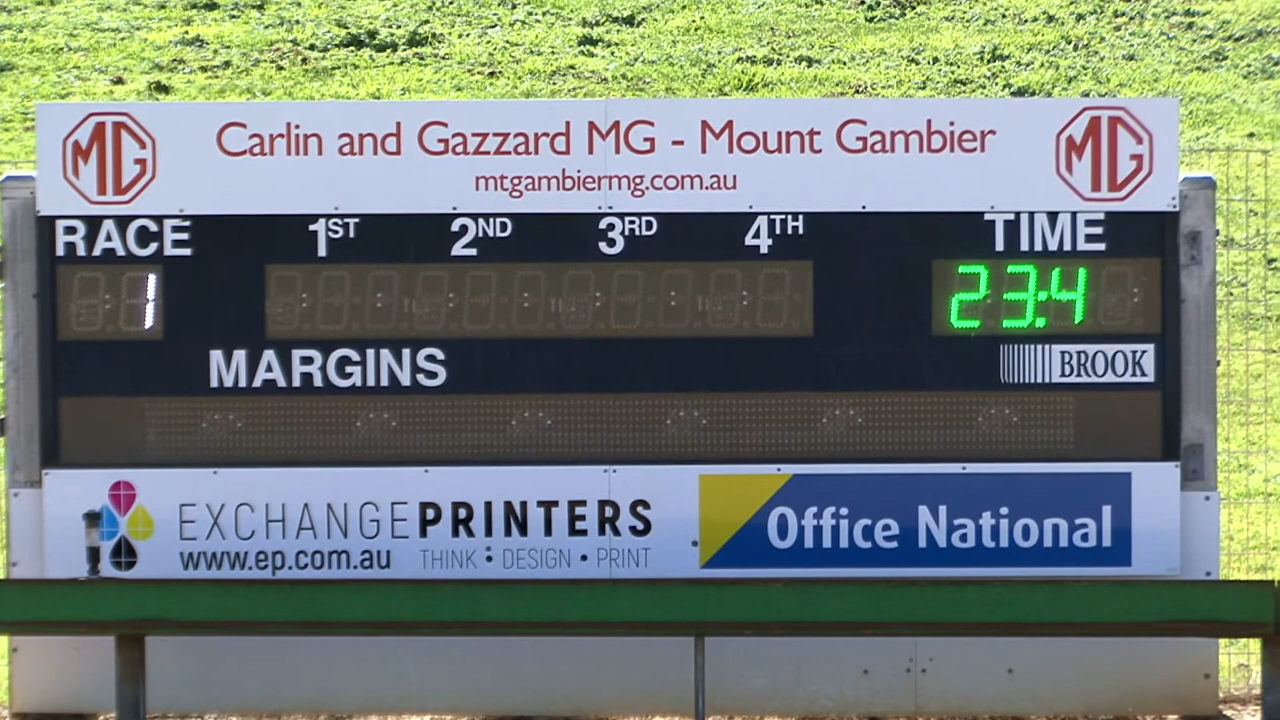 MG Carlin and Gazzard MG - Mount Gambier MG
mtgambiermg.com.au
RACE 1ST 2ND 3RD 4TH TIME
1 23:4
MARGINS BROOK
EXCHANGEPRINTERS Office National
www.ep.com.au THINK : DESIGN • PRINT